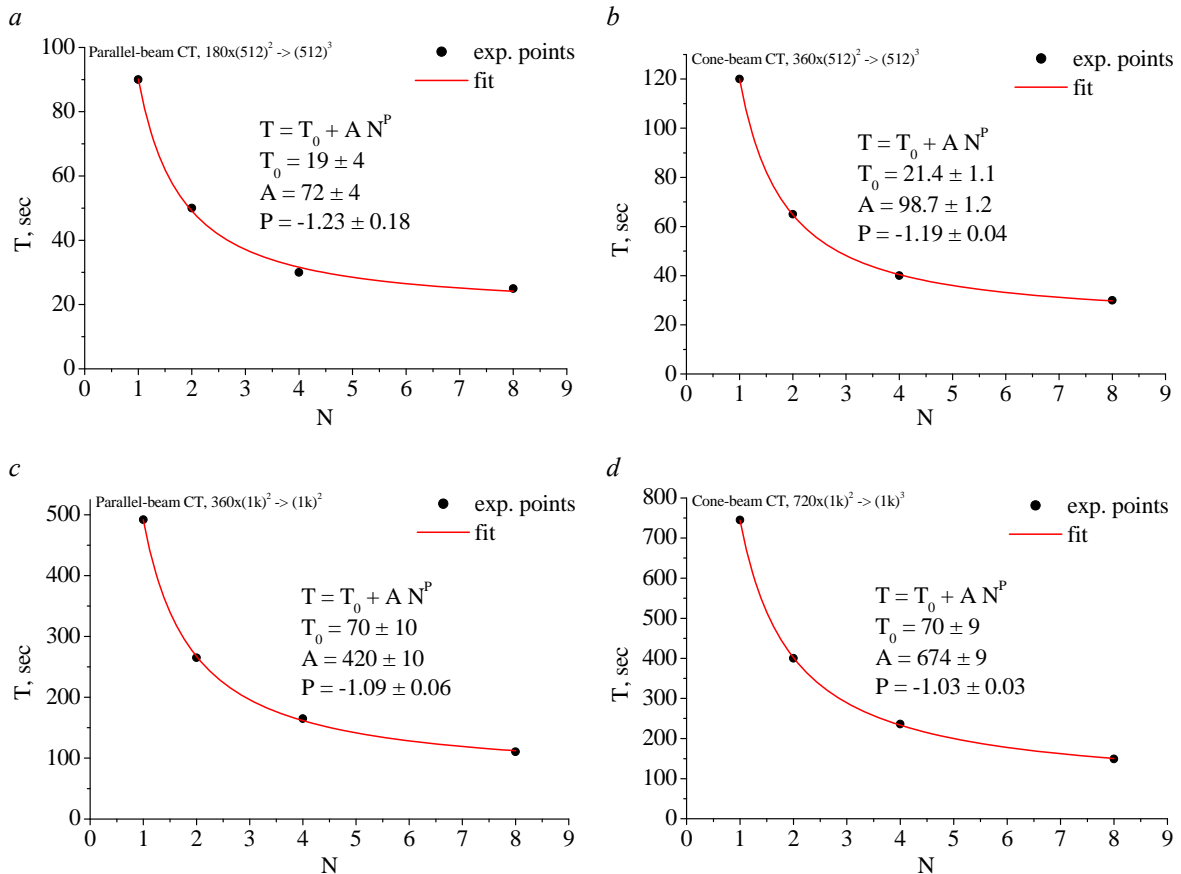 a
Parallel-beam CT, 180x(512)² -> (512)³
exp. points
fit
T = T₀ + A Nᴾ
T₀ = 19 ± 4
A = 72 ± 4
P = -1.23 ± 0.18
T, sec
100
80
60
40
20
0
0 1 2 3 4 5 6 7 8 9
N
b
Cone-beam CT, 360x(512)² -> (512)³
exp. points
fit
T = T₀ + A Nᴾ
T₀ = 21.4 ± 1.1
A = 98.7 ± 1.2
P = -1.19 ± 0.04
T, sec
120
100
80
60
40
20
0
0 1 2 3 4 5 6 7 8 9
N
c
Parallel-beam CT, 360x(1k)² -> (1k)²
exp. points
fit
T = T₀ + A Nᴾ
T₀ = 70 ± 10
A = 420 ± 10
P = -1.09 ± 0.06
T, sec
500
400
300
200
100
0
0 1 2 3 4 5 6 7 8 9
N
d
Cone-beam CT, 720x(1k)² -> (1k)³
exp. points
fit
T = T₀ + A Nᴾ
T₀ = 70 ± 9
A = 674 ± 9
P = -1.03 ± 0.03
T, sec
800
700
600
500
400
300
200
100
0
0 1 2 3 4 5 6 7 8 9
N